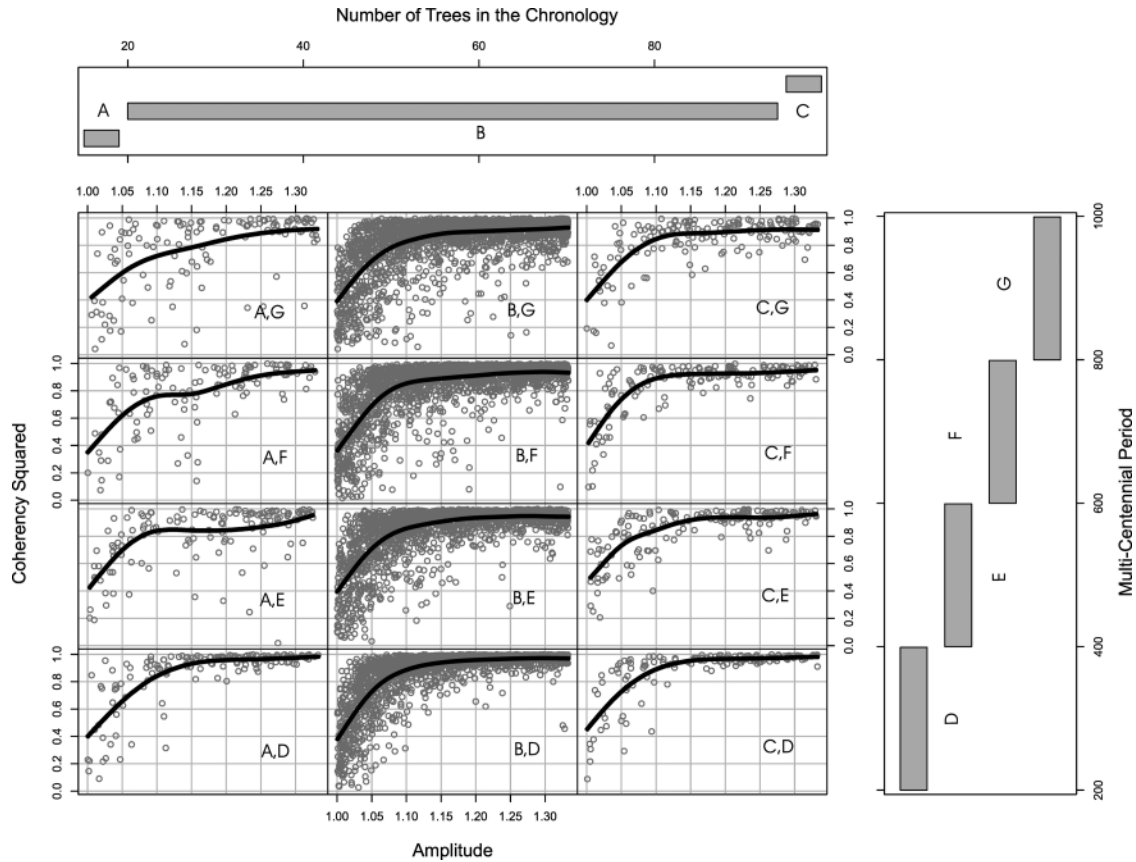 Number of Trees in the Chronology
20 40 60 80
A
B
C
1.00 1.05 1.10 1.15 1.20 1.25 1.30
1.00 1.05 1.10 1.15 1.20 1.25 1.30
A,G
B,G
C,G
0.0 0.2 0.4 0.6 0.8 1.0
0.0 0.2 0.4 0.6 0.8 1.0
A,F
B,F
C,F
A,E
B,E
C,E
0.0 0.2 0.4 0.6 0.8 1.0
0.0 0.2 0.4 0.6 0.8 1.0
A,D
B,D
C,D
Coherency Squared
1.00 1.05 1.10 1.15 1.20 1.25 1.30
Amplitude
D
E
F
G
200 400 600 800 1000
Multi-Centenial Period